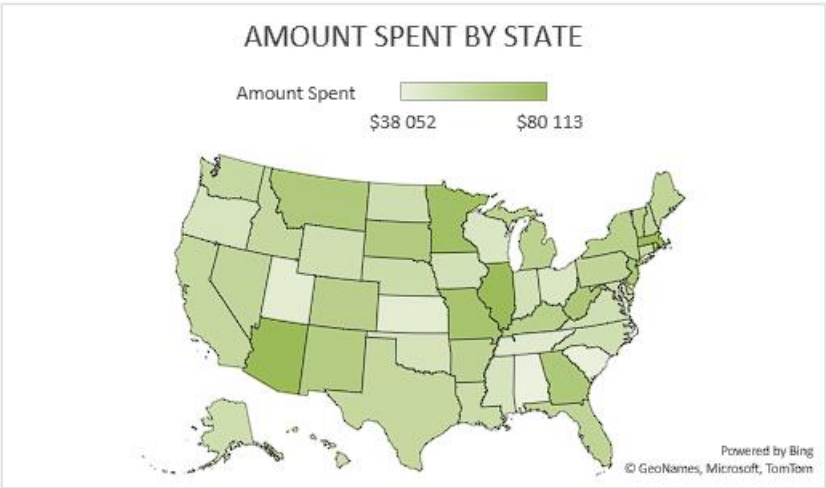 AMOUNT SPENT BY STATE
Amount Spent
$38 052 $80 113
Powered by Bing
© GeoNames, Microsoft, TomTom